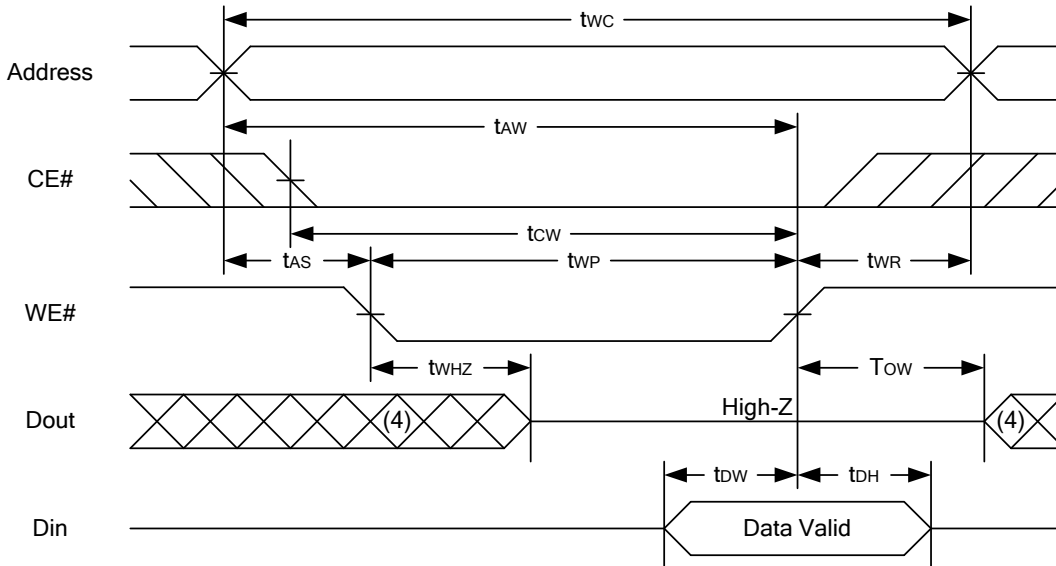 tWC
Address
tAW
CE#
tCW
tAS
tWP
tWR
WE#
tWHZ
TOW
Dout
(4)
High-Z
(4)
tDW
tDH
Din
Data Valid